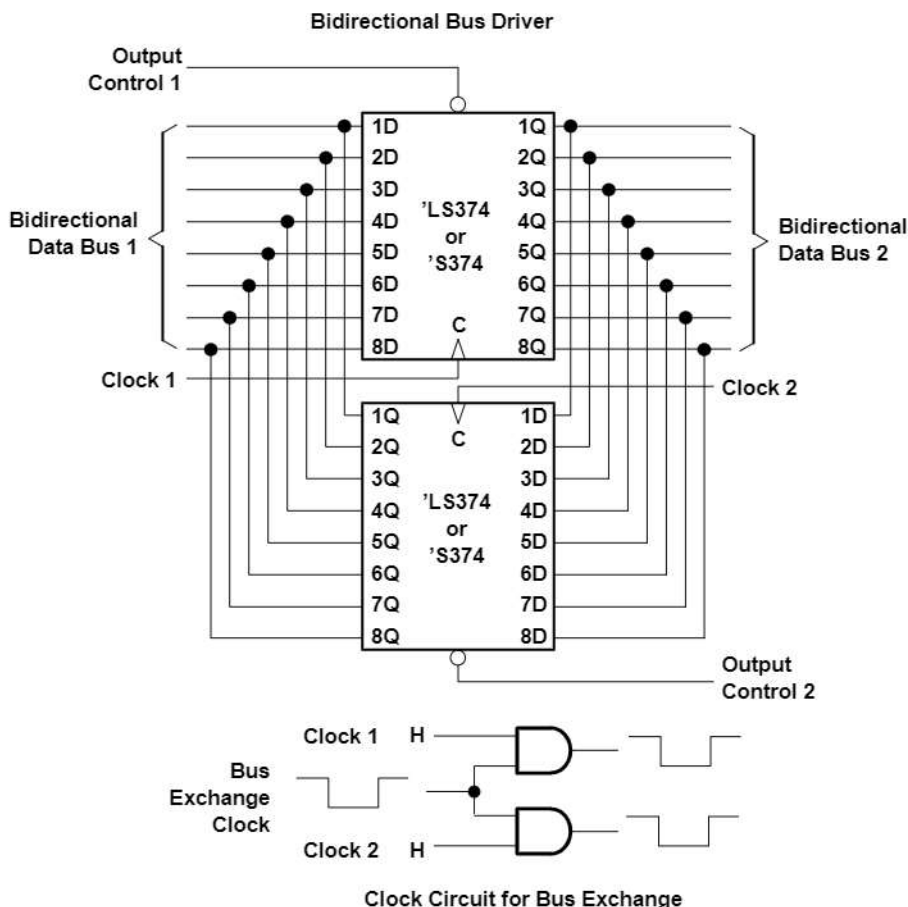 Bidirectional Bus Driver
Output
Control 1
1D 1Q
2D 2Q
3D 3Q
4D 4Q
5D 5Q
6D 6Q
7D 7Q
8D 8Q
'LS374
or
'S374
C
Bidirectional
Data Bus 1
Bidirectional
Data Bus 2
Clock 1
Clock 2
C
1Q 1D
2Q 2D
3Q 3D
4Q 4D
5Q 5D
6Q 6D
7Q 7D
8Q 8D
'LS374
or
'S374
Output
Control 2
Clock 1 H
Bus
Exchange
Clock
Clock 2 H
Clock Circuit for Bus Exchange